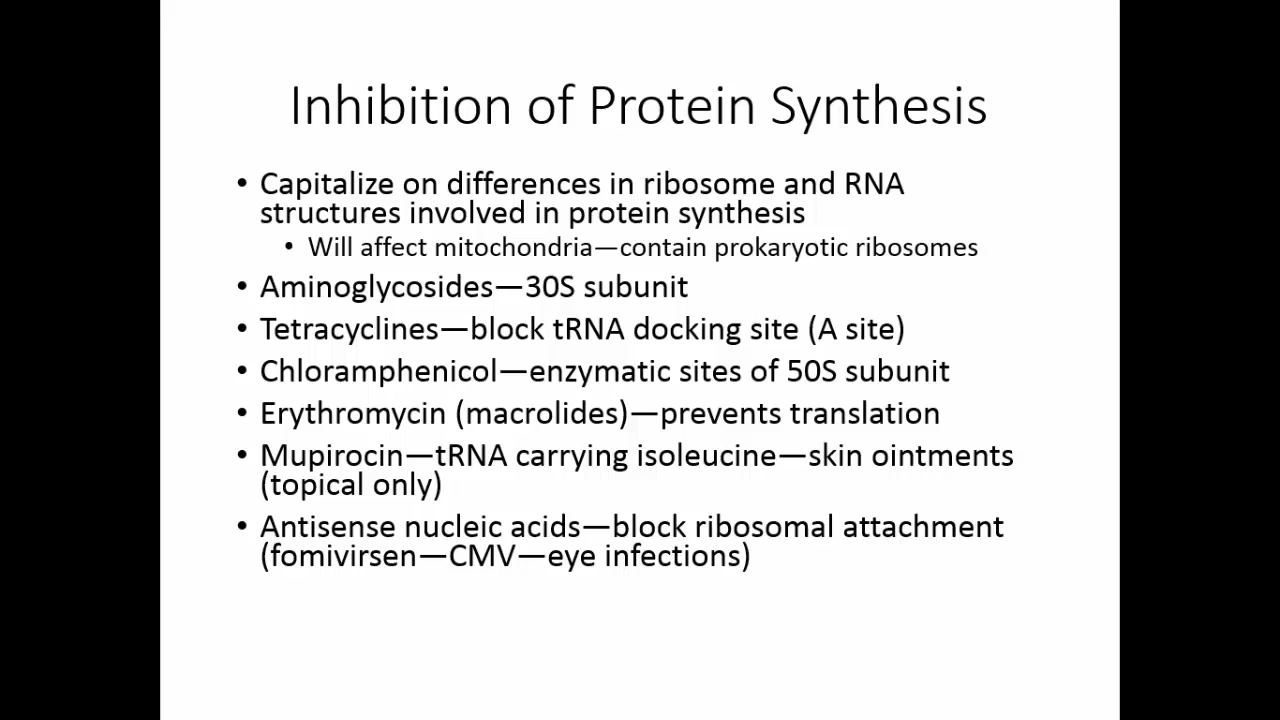 Inhibition of Protein Synthesis
• Capitalize on differences in ribosome and RNA
structures involved in protein synthesis
• Will affect mitochondria—contain prokaryotic ribosomes
• Aminoglycosides—30S subunit
• Tetracyclines—block tRNA docking site (A site)
• Chloramphenicol—enzymatic sites of 50S subunit
• Erythromycin (macrolides)—prevents translation
• Mupirocin—tRNA carrying isoleucine—skin ointments
(topical only)
• Antisense nucleic acids—block ribosomal attachment
(fomivirsen—CMV—eye infections)